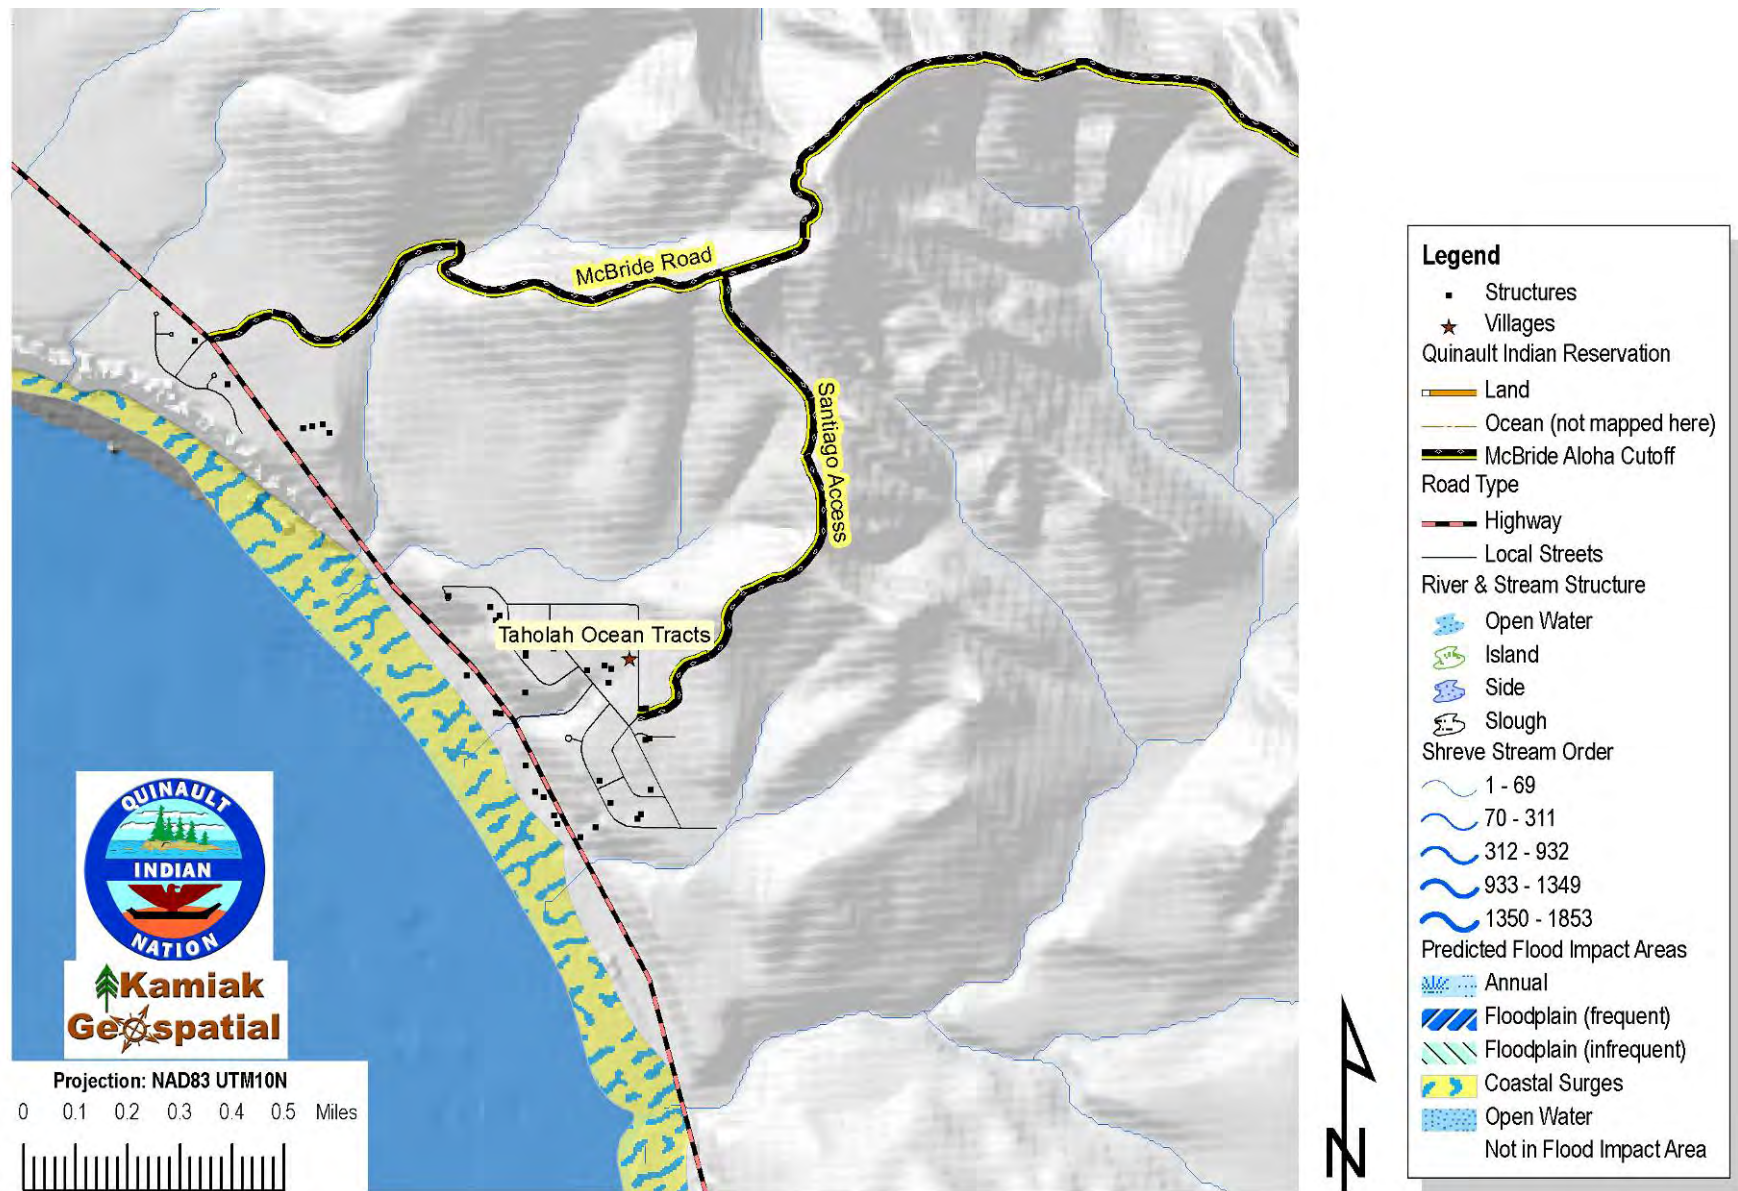 McBride Road
Santiago Access
Taholah Ocean Tracts
QUINAULT
INDIAN
NATION
Kamiak
Geospatial
Projection: NAD83 UTM10N
0 0.1 0.2 0.3 0.4 0.5 Miles
N
Legend
Structures
Villages
Quinault Indian Reservation
Land
Ocean (not mapped here)
McBride Aloha Cutoff
Road Type
Highway
Local Streets
River & Stream Structure
Open Water
Island
Side
Slough
Shreve Stream Order
1 - 69
70 - 311
312 - 932
933 - 1349
1350 - 1853
Predicted Flood Impact Areas
Annual
Floodplain (frequent)
Floodplain (infrequent)
Coastal Surges
Open Water
Not in Flood Impact Area